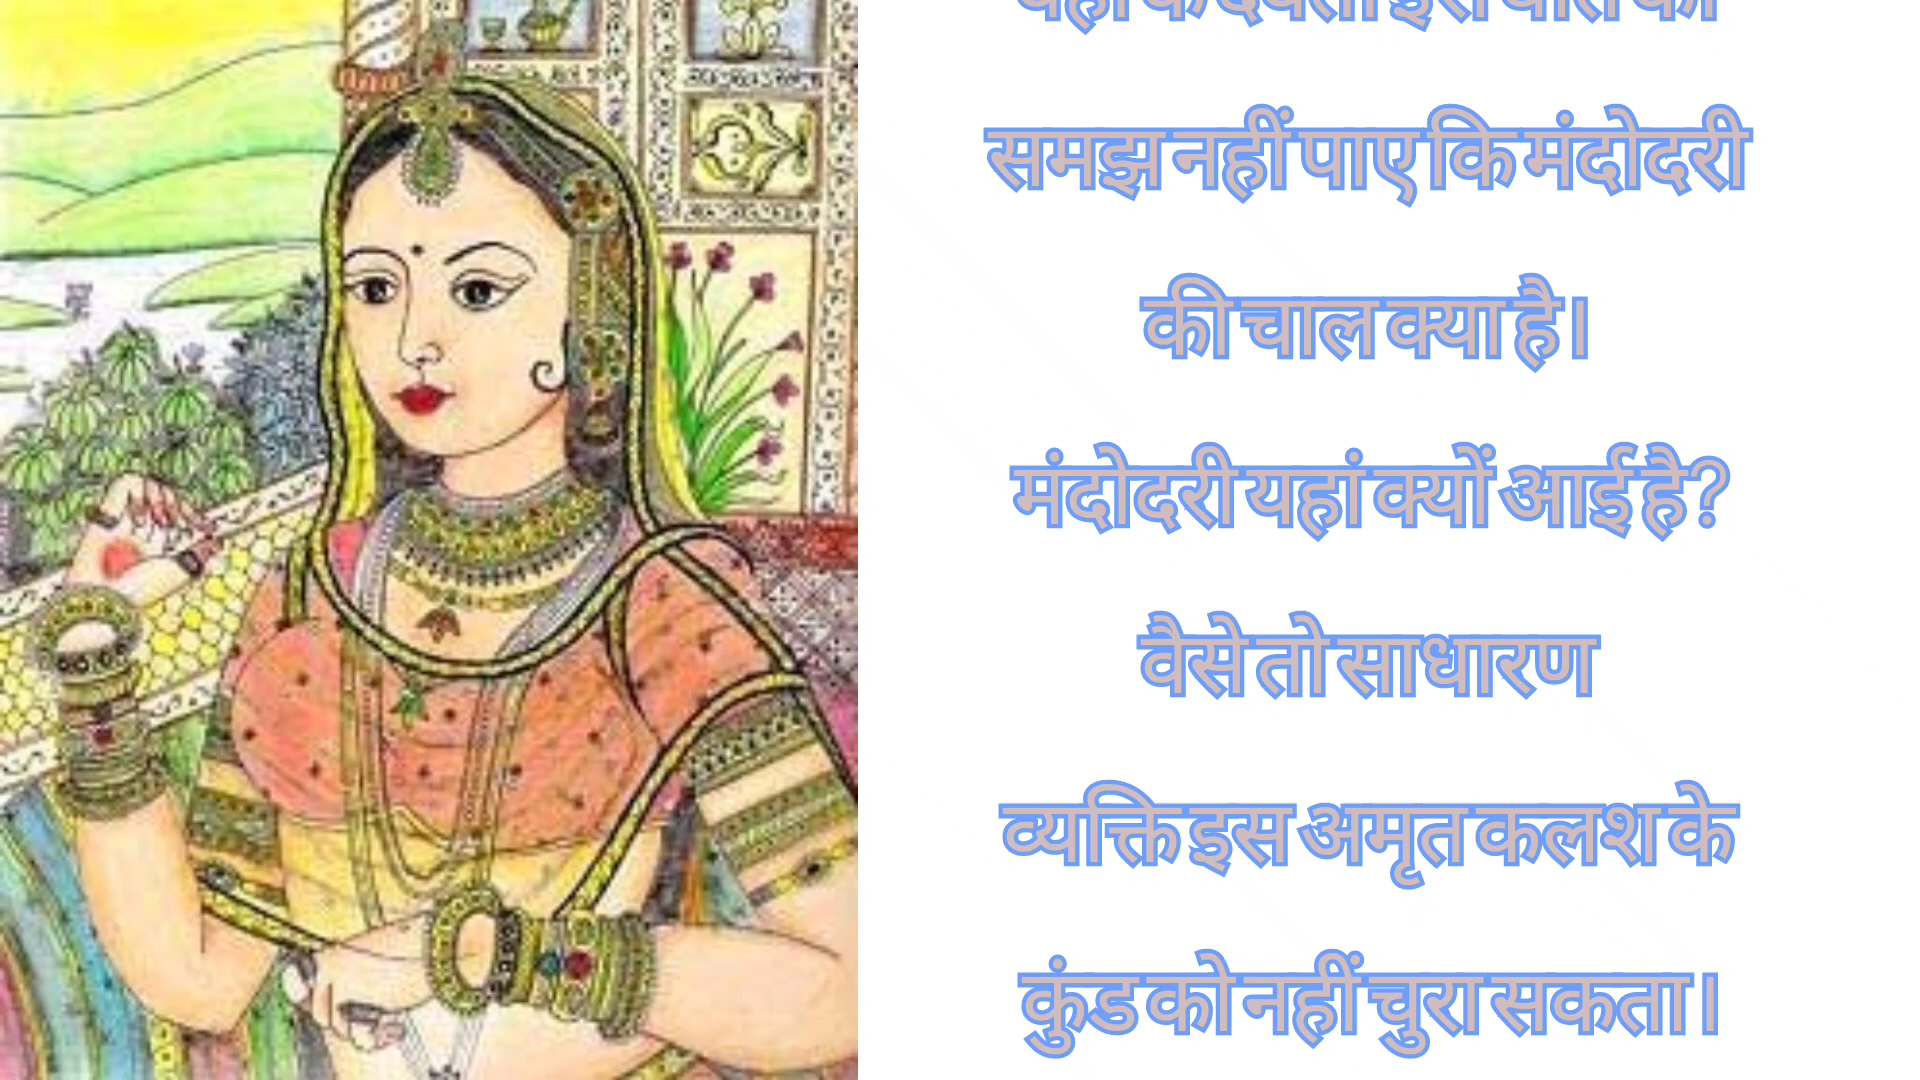 समझ नहीं पाए कि मंदोदरी
की चाल क्या है।
मंदोदरी यहां क्यों आई है?
वैसे तो साधारण
व्यक्ति इस अमृत कलश के
कुंड को नहीं चुरा सकता।